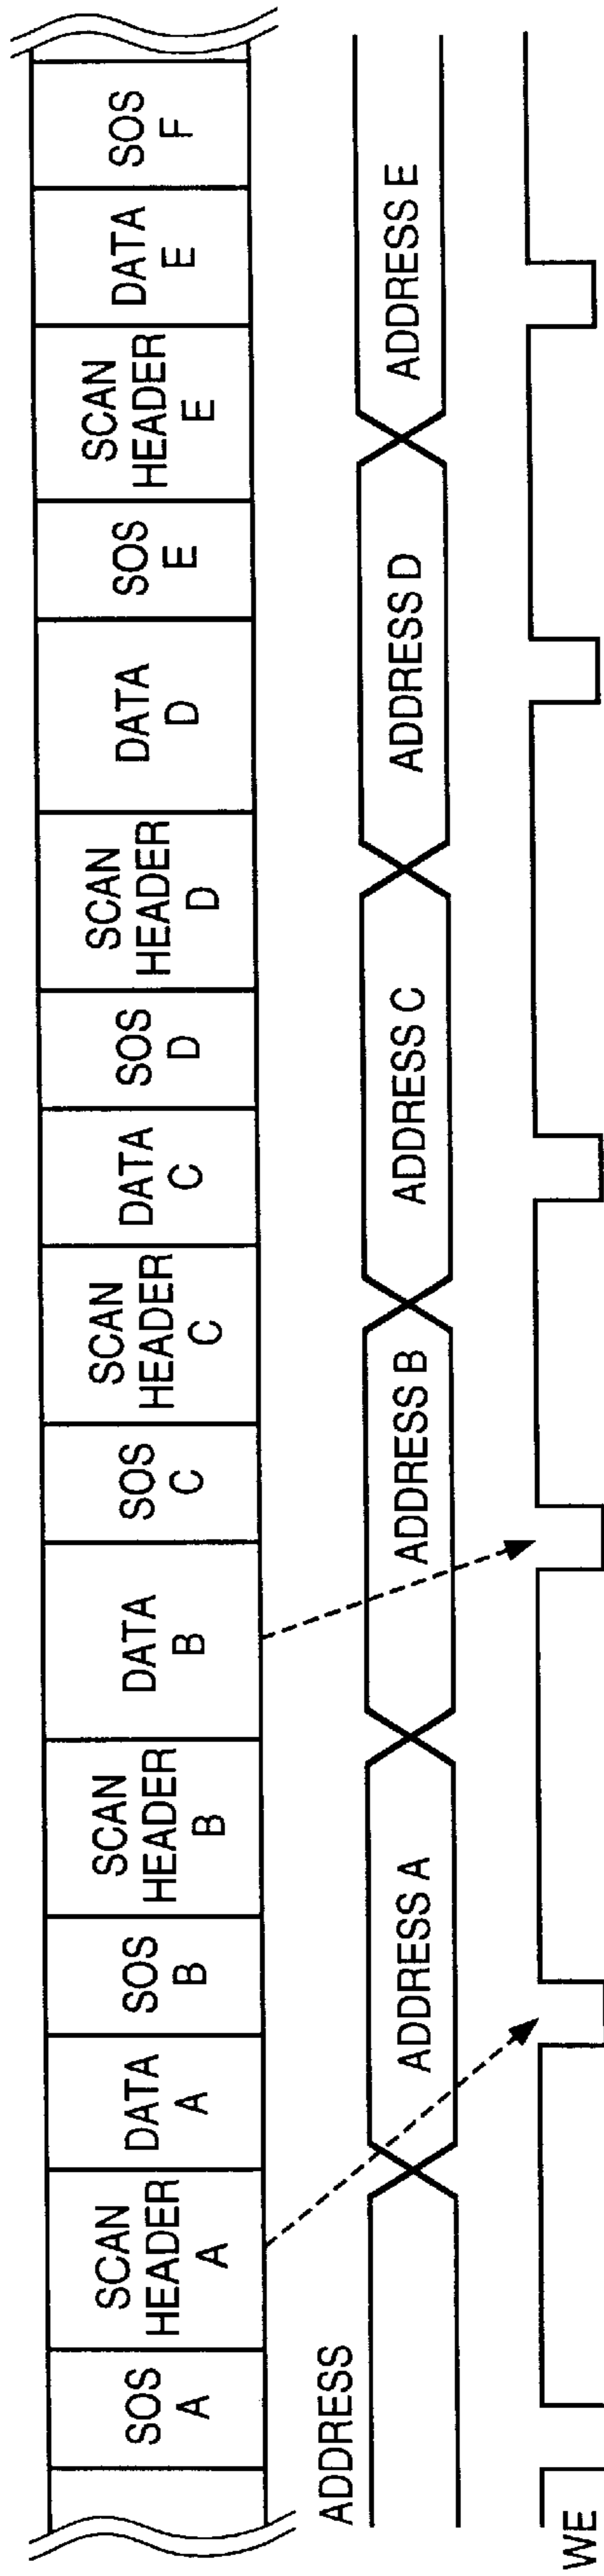 SOS
A
SCAN
HEADER
A
DATA
A
SOS
B
SCAN
HEADER
B
DATA
B
SOS
C
SCAN
HEADER
C
DATA
C
SOS
D
SCAN
HEADER
D
DATA
D
SOS
E
SCAN
HEADER
E
DATA
E
SOS
F
ADDRESS
ADDRESS A
ADDRESS B
ADDRESS C
ADDRESS D
ADDRESS E
WE